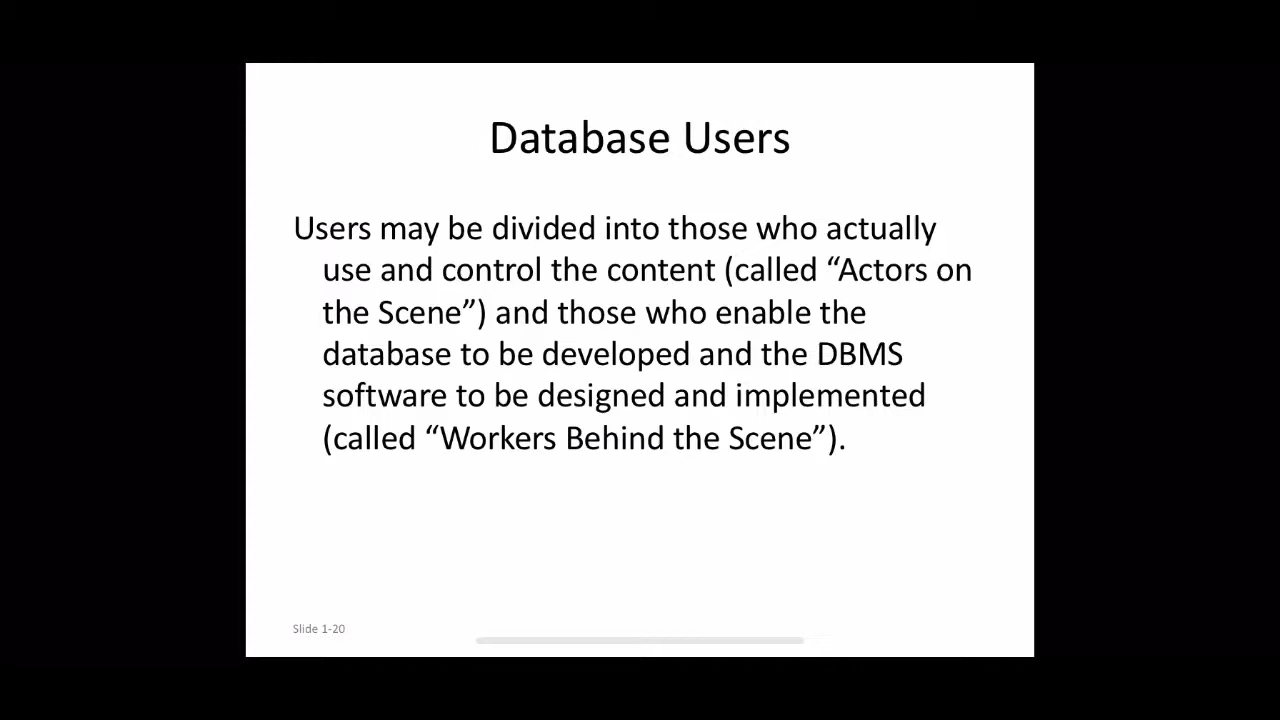 Database Users
Users may be divided into those who actually
use and control the content (called “Actors on
the Scene”) and those who enable the
database to be developed and the DBMS
software to be designed and implemented
(called “Workers Behind the Scene”).
Slide 1-20